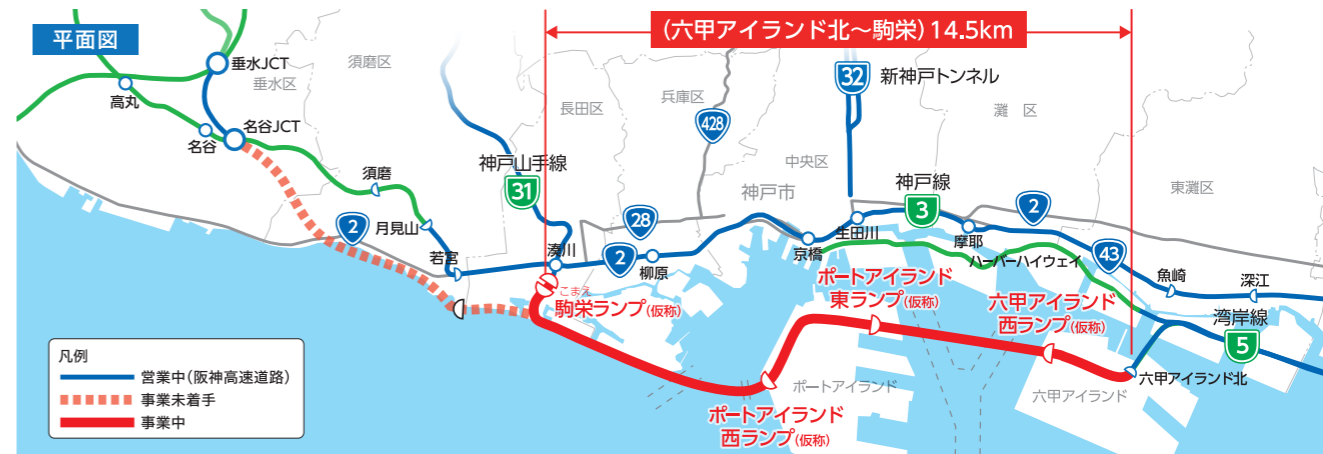 平面図
(六甲アイランド北～駒栄)14.5km
垂水JCT
垂水区
須磨区
高丸
名谷
名谷JCT
須磨
月見山
若宮
2
神戸山手線
31
長田区
兵庫区
428
32
新神戸トンネル
灘 区
中央区
神戸市
神戸線
3
2
東灘区
28
湊川
2
柳原
京橋
生田川
摩耶
ハーバーハイウェイ
43
魚崎
深江
湾岸線
5
こまえ
駒栄ランプ(仮称)
ポートアイランド
東ランプ(仮称)
六甲アイランド
西ランプ(仮称)
ポートアイランド
六甲アイランド
六甲アイランド北
ポートアイランド
西ランプ(仮称)
凡例
営業中(阪神高速道路)
事業未着手
事業中